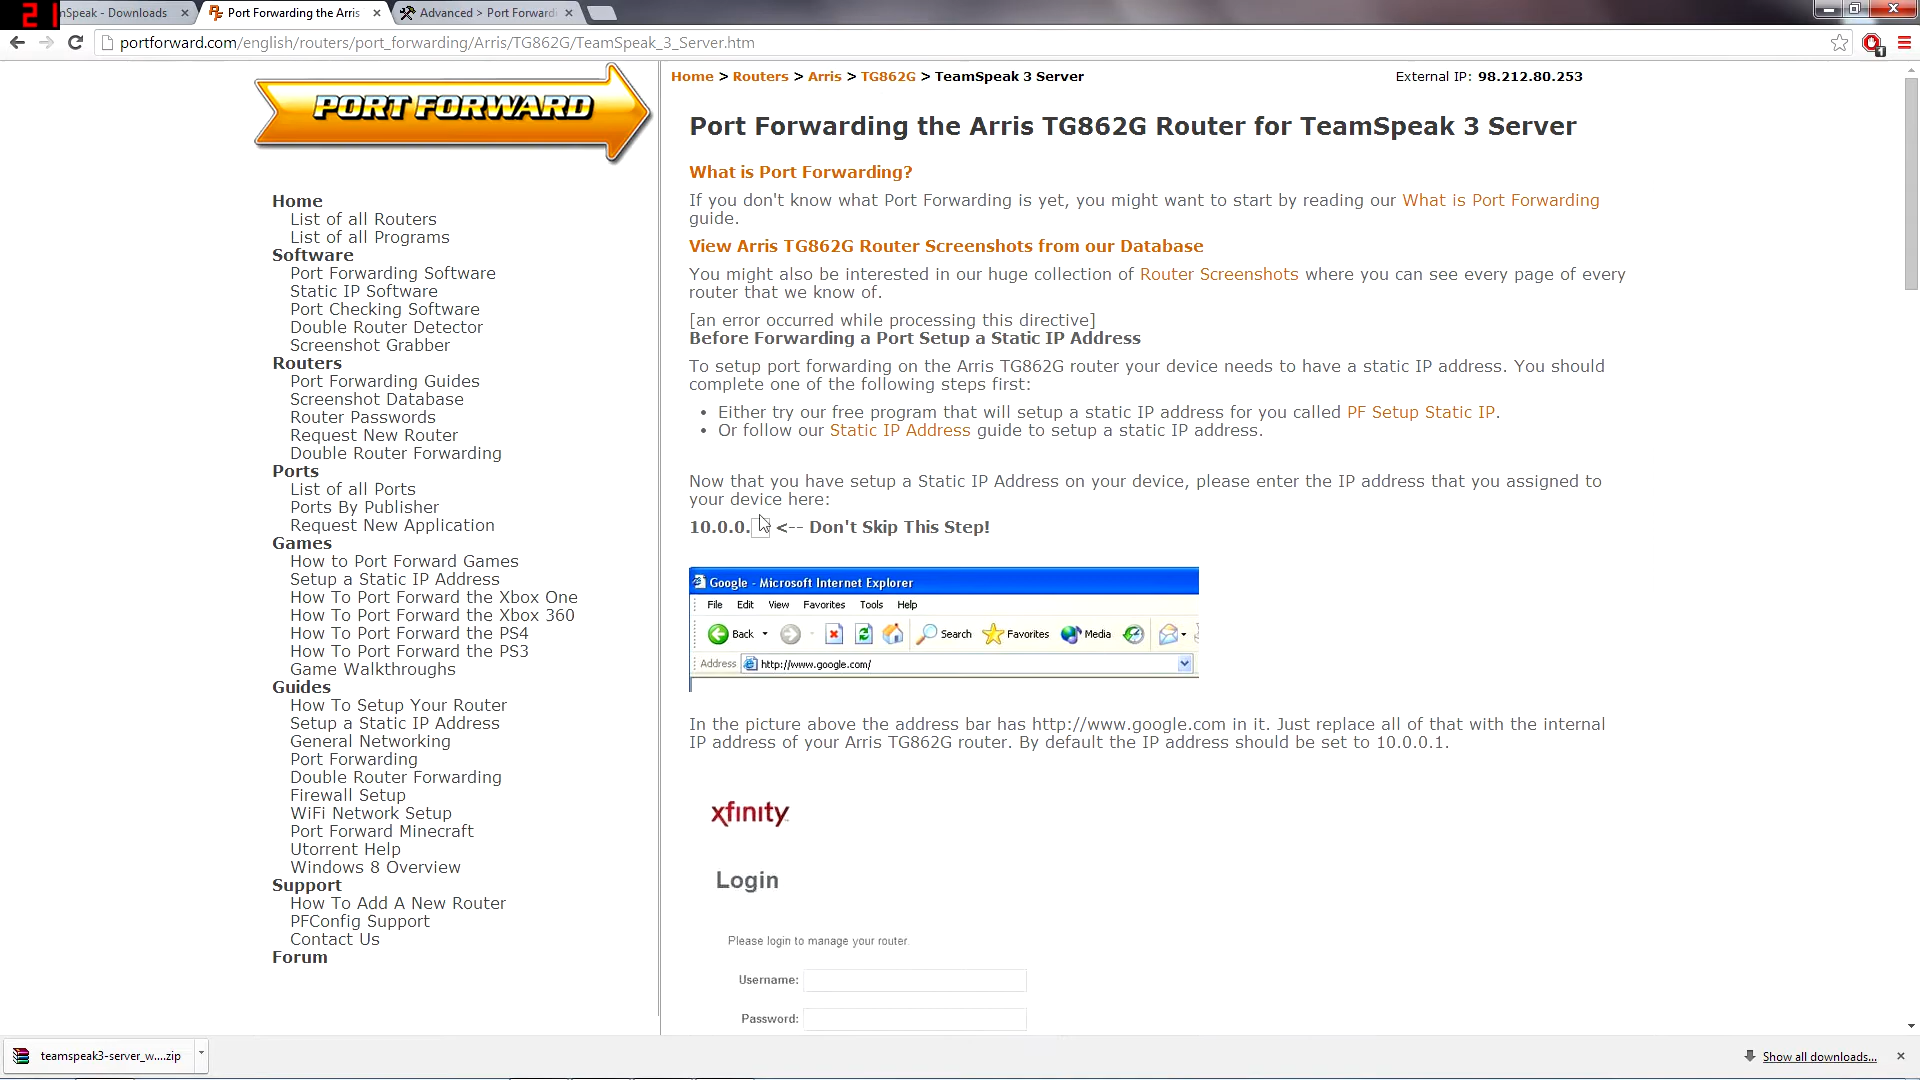 21
mSpeak - Downloads
Port Forwarding the Arris
Advanced > Port Forwardi
portforward.com/english/routers/port_forwarding/Arris/TG862G/TeamSpeak_3_Server.htm
1
PORT FORWARD
Home > Routers > Arris > TG862G > TeamSpeak 3 Server
External IP: 98.212.80.253
Home
List of all Routers
List of all Programs
Software
Port Forwarding Software
Static IP Software
Port Checking Software
Double Router Detector
Screenshot Grabber
Routers
Port Forwarding Guides
Screenshot Database
Router Passwords
Request New Router
Double Router Forwarding
Ports
List of all Ports
Ports By Publisher
Request New Application
Games
How to Port Forward Games
Setup a Static IP Address
How To Port Forward the Xbox One
How To Port Forward the Xbox 360
How To Port Forward the PS4
How To Port Forward the PS3
Game Walkthroughs
Guides
How To Setup Your Router
Setup a Static IP Address
General Networking
Port Forwarding
Double Router Forwarding
Firewall Setup
WiFi Network Setup
Port Forward Minecraft
Utorrent Help
Windows 8 Overview
Support
How To Add A New Router
PFConfig Support
Contact Us
Forum
Port Forwarding the Arris TG862G Router for TeamSpeak 3 Server
What is Port Forwarding?
If you don't know what Port Forwarding is yet, you might want to start by reading our What is Port Forwarding
guide.
View Arris TG862G Router Screenshots from our Database
You might also be interested in our huge collection of Router Screenshots where you can see every page of every
router that we know of.
[an error occurred while processing this directive]
Before Forwarding a Port Setup a Static IP Address
To setup port forwarding on the Arris TG862G router your device needs to have a static IP address. You should
complete one of the following steps first:
• Either try our free program that will setup a static IP address for you called PF Setup Static IP.
• Or follow our Static IP Address guide to setup a static IP address.
Now that you have setup a Static IP Address on your device, please enter the IP address that you assigned to
your device here:
10.0.0. <-- Don't Skip This Step!
Google - Microsoft Internet Explorer
File Edit View Favorites Tools Help
Back Search Favorites Media
Address http://www.google.com/
In the picture above the address bar has http://www.google.com in it. Just replace all of that with the internal
IP address of your Arris TG862G router. By default the IP address should be set to 10.0.0.1.
xfinity
Login
Please login to manage your router.
Username:
Password:
teamspeak3-server_w....zip
Show all downloads...